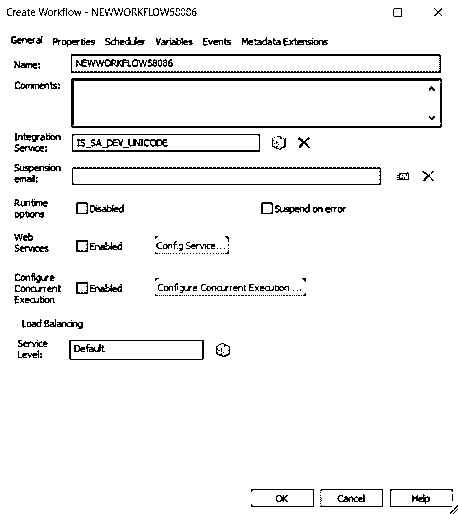 Create Workflow - NEWWORKFLOW58086
General Properties Scheduler Variables Events Metadata Extensions
Name: NEWWORKFLOW58086
Comments:
Integration Service: IS_SA_DEV_UNICODE
Suspension email:
Runtime options Disabled Suspend on error
Web Services Enabled Config Service...
Configure Concurrent Execution Enabled Configure Concurrent Execution ...
Load Balancing
Service Level: Default
OK Cancel Help